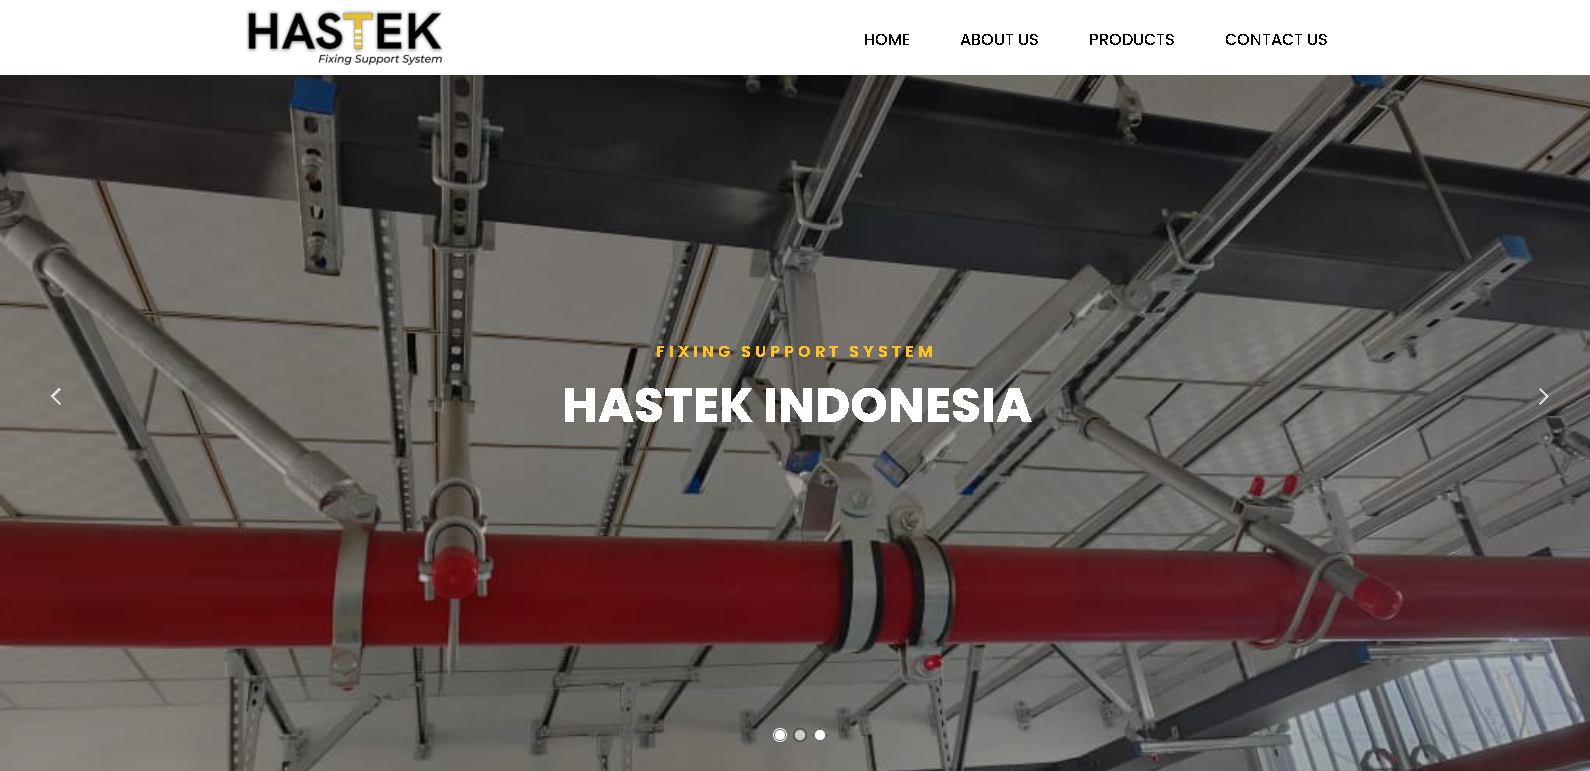 HASTEK
Fixing Support System
HOME
ABOUT US
PRODUCTS
CONTACT US
FIXING SUPPORT SYSTEM
HASTEK INDONESIA